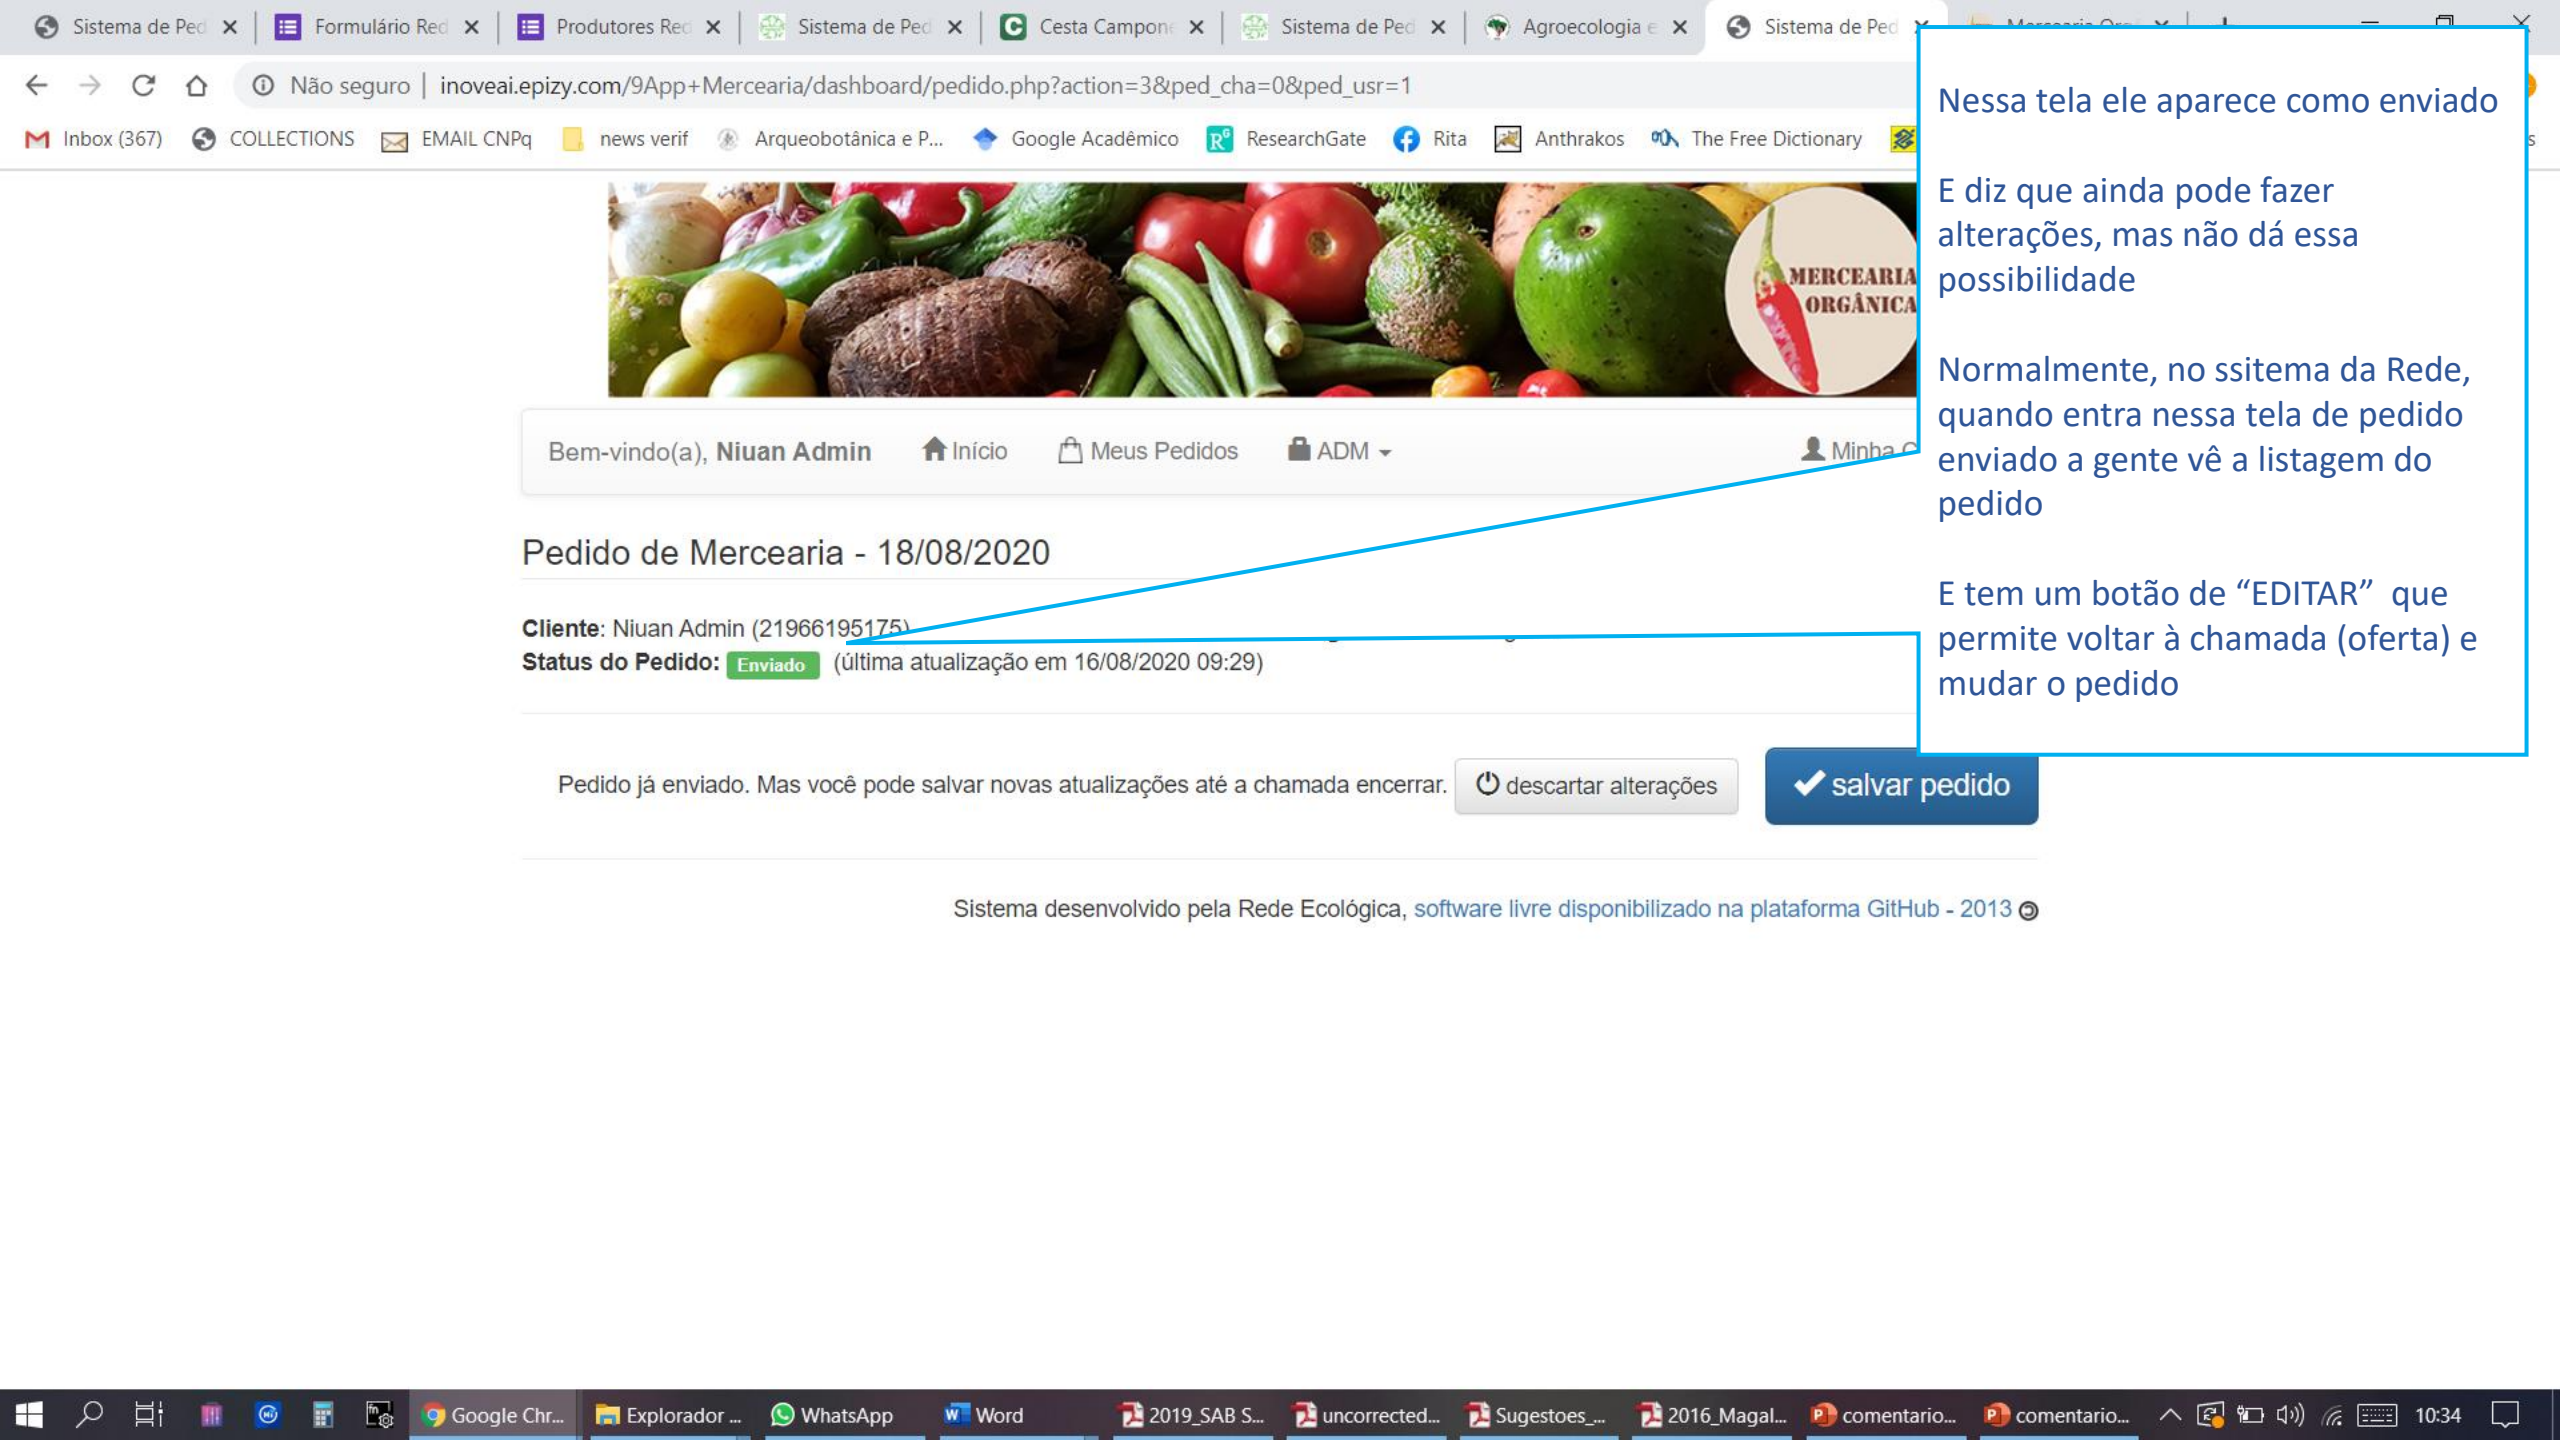 Sistema de Ped
Formulário Red
Produtores Red
Sistema de Ped
Cesta Campone
Sistema de Ped
Agroecologia e
Sistema de Ped
Não seguro | inoveai.epizy.com/9App+Mercearia/dashboard/pedido.php?action=3&ped_cha=0&ped_usr=1
Inbox (367)
COLLECTIONS
EMAIL CNPq
news verif
Arqueobotânica e P...
Google Acadêmico
ResearchGate
Rita
Anthrakos
The Free Dictionary
MERCEARIA
ORGÂNICA
Bem-vindo(a), Niuan Admin
Início
Meus Pedidos
ADM
Minha
Pedido de Mercearia - 18/08/2020
Cliente: Niuan Admin (21966195175)
Status do Pedido: Enviado (última atualização em 16/08/2020 09:29)
Pedido já enviado. Mas você pode salvar novas atualizações até a chamada encerrar.
descartar alterações
salvar pedido
Sistema desenvolvido pela Rede Ecológica, software livre disponibilizado na plataforma GitHub - 2013
Nessa tela ele aparece como enviado
E diz que ainda pode fazer
alterações, mas não dá essa
possibilidade
Normalmente, no ssitema da Rede,
quando entra nessa tela de pedido
enviado a gente vê a listagem do
pedido
E tem um botão de “EDITAR” que
permite voltar à chamada (oferta) e
mudar o pedido
Google Chr...
Explorador ...
WhatsApp
Word
2019_SAB S...
uncorrected...
Sugestoes_...
2016_Magal...
comentario...
comentario...
10:34